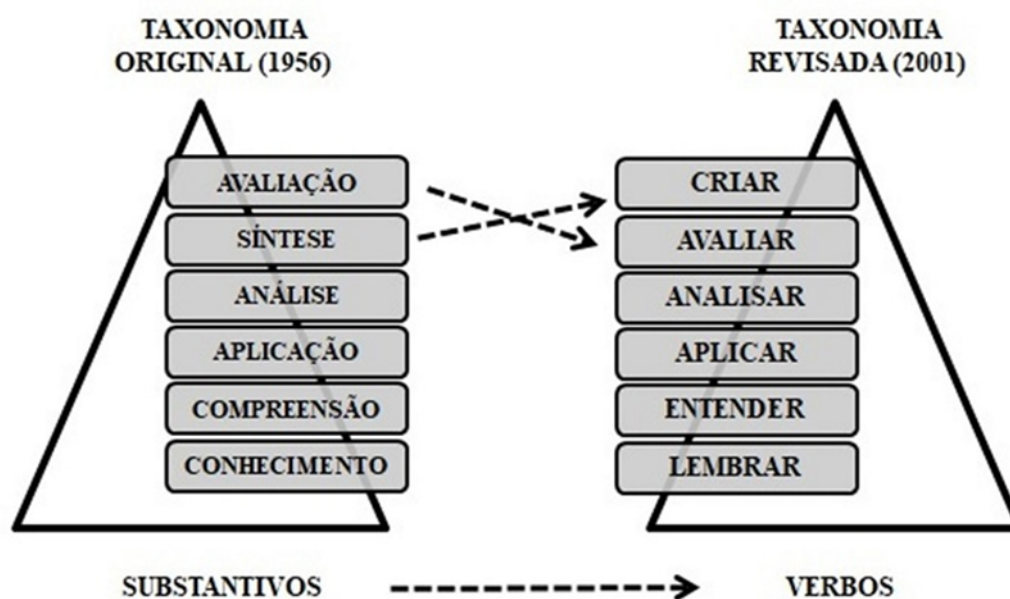 TAXONOMIA
ORIGINAL (1956)
AVALIAÇÃO
SÍNTESE
ANÁLISE
APLICAÇÃO
COMPREENSÃO
CONHECIMENTO
TAXONOMIA
REVISADA (2001)
CRIAR
AVALIAR
ANALISAR
APLICAR
ENTENDER
LEMBRAR
SUBSTANTIVOS
VERBOS